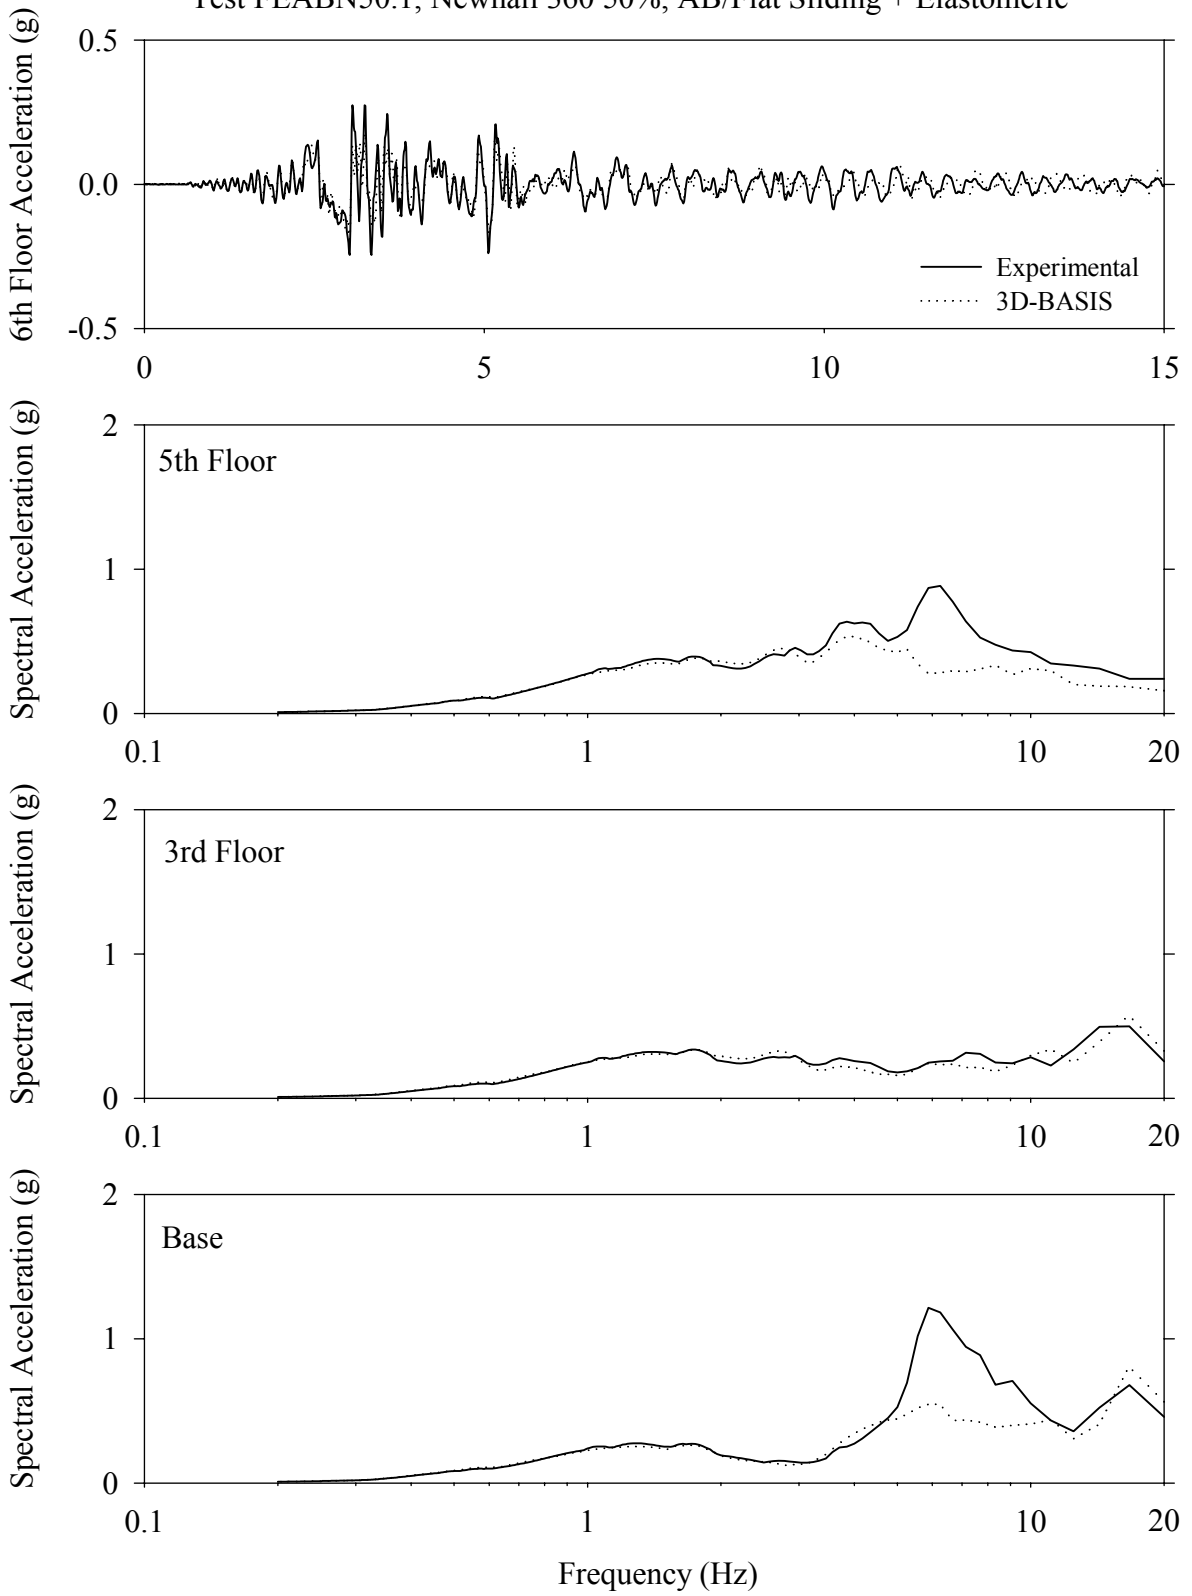 Test FEABN50.1, Newhall 360 50%, AB/Flat Sliding + Elastomeric
6th Floor Acceleration (g)
0.5
0.0
-0.5
Experimental
3D-BASIS
0 5 10 15
Spectral Acceleration (g)
2
5th Floor
1
0
0.1 1 10 20
Spectral Acceleration (g)
2
3rd Floor
1
0
0.1 1 10 20
Spectral Acceleration (g)
2
Base
1
0
0.1 1 10 20
Frequency (Hz)